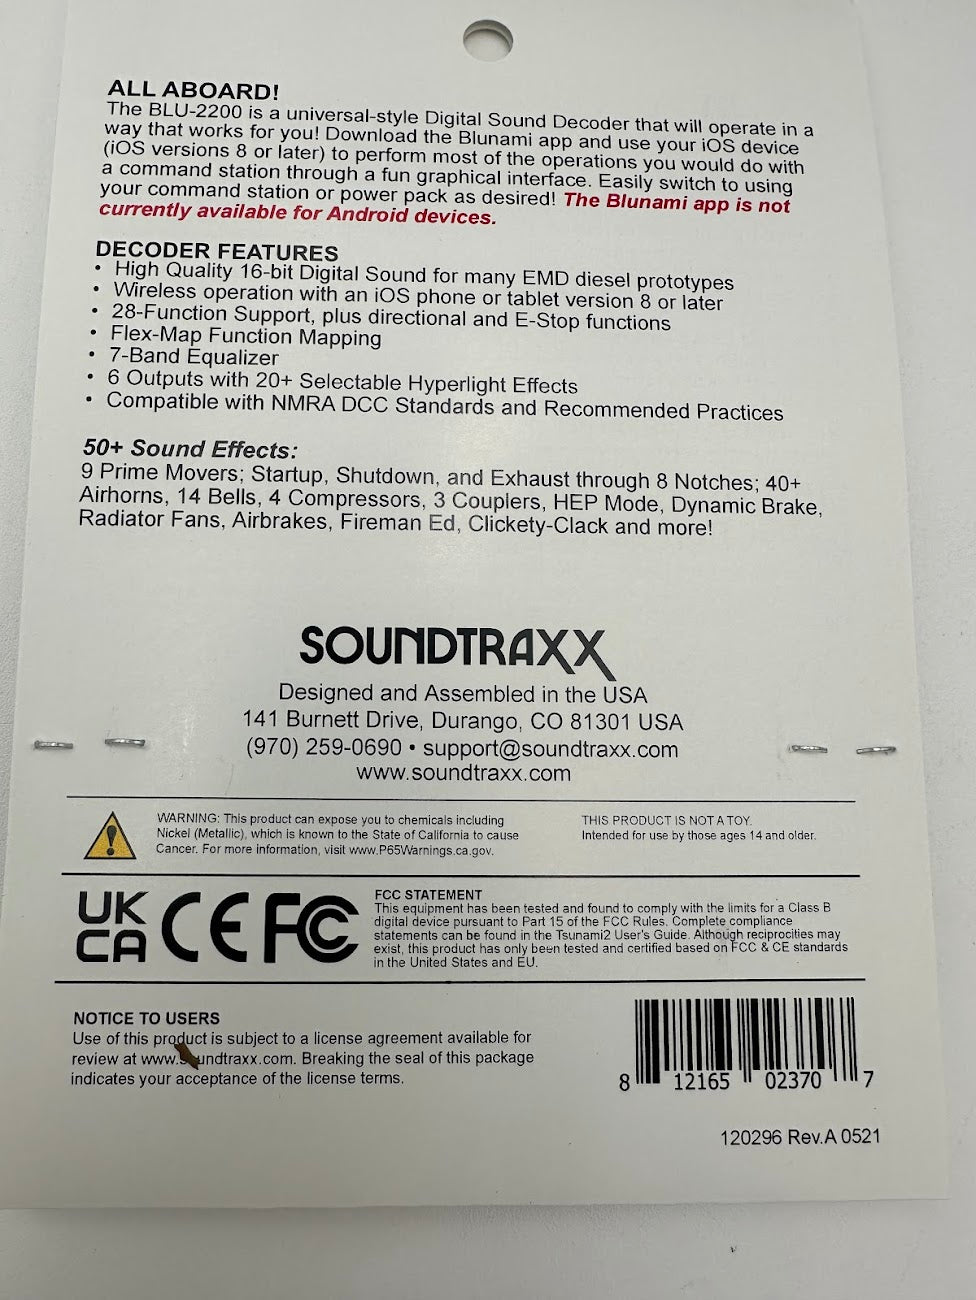 ALL ABOARD!
The BLU-2200 is a universal-style Digital Sound Decoder that will operate in a
way that works for you! Download the Blunami app and use your iOS device
(iOS versions 8 or later) to perform most of the operations you would do with
a command station through a fun graphical interface. Easily switch to using
your command station or power pack as desired! The Blunami app is not
currently available for Android devices.
DECODER FEATURES
• High Quality 16-bit Digital Sound for many EMD diesel prototypes
• Wireless operation with an iOS phone or tablet version 8 or later
• 28-Function Support, plus directional and E-Stop functions
• Flex-Map Function Mapping
• 7-Band Equalizer
• 6 Outputs with 20+ Selectable Hyperlight Effects
• Compatible with NMRA DCC Standards and Recommended Practices
50+ Sound Effects:
9 Prime Movers; Startup, Shutdown, and Exhaust through 8 Notches; 40+
Airhorns, 14 Bells, 4 Compressors, 3 Couplers, HEP Mode, Dynamic Brake,
Radiator Fans, Airbrakes, Fireman Ed, Clickety-Clack and more!
SOUNDTRAXX
Designed and Assembled in the USA
141 Burnett Drive, Durango, CO 81301 USA
(970) 259-0690 • support@soundtraxx.com
www.soundtraxx.com
WARNING: This product can expose you to chemicals including
Nickel (Metallic), which is known to the State of California to cause
Cancer. For more information, visit www.P65Warnings.ca.gov.
THIS PRODUCT IS NOT A TOY.
Intended for use by those ages 14 and older.
UK
CA CE FC
FCC STATEMENT
This equipment has been tested and found to comply with the limits for a Class B
digital device pursuant to Part 15 of the FCC Rules. Complete compliance
statements can be found in the Tsunami2 User's Guide. Although reciprocities may
exist, this product has only been tested and certified based on FCC & CE standards
in the United States and EU.
NOTICE TO USERS
Use of this product is subject to a license agreement available for
review at www.soundtraxx.com. Breaking the seal of this package
indicates your acceptance of the license terms.
8 12165 02370 7
120296 Rev.A 0521